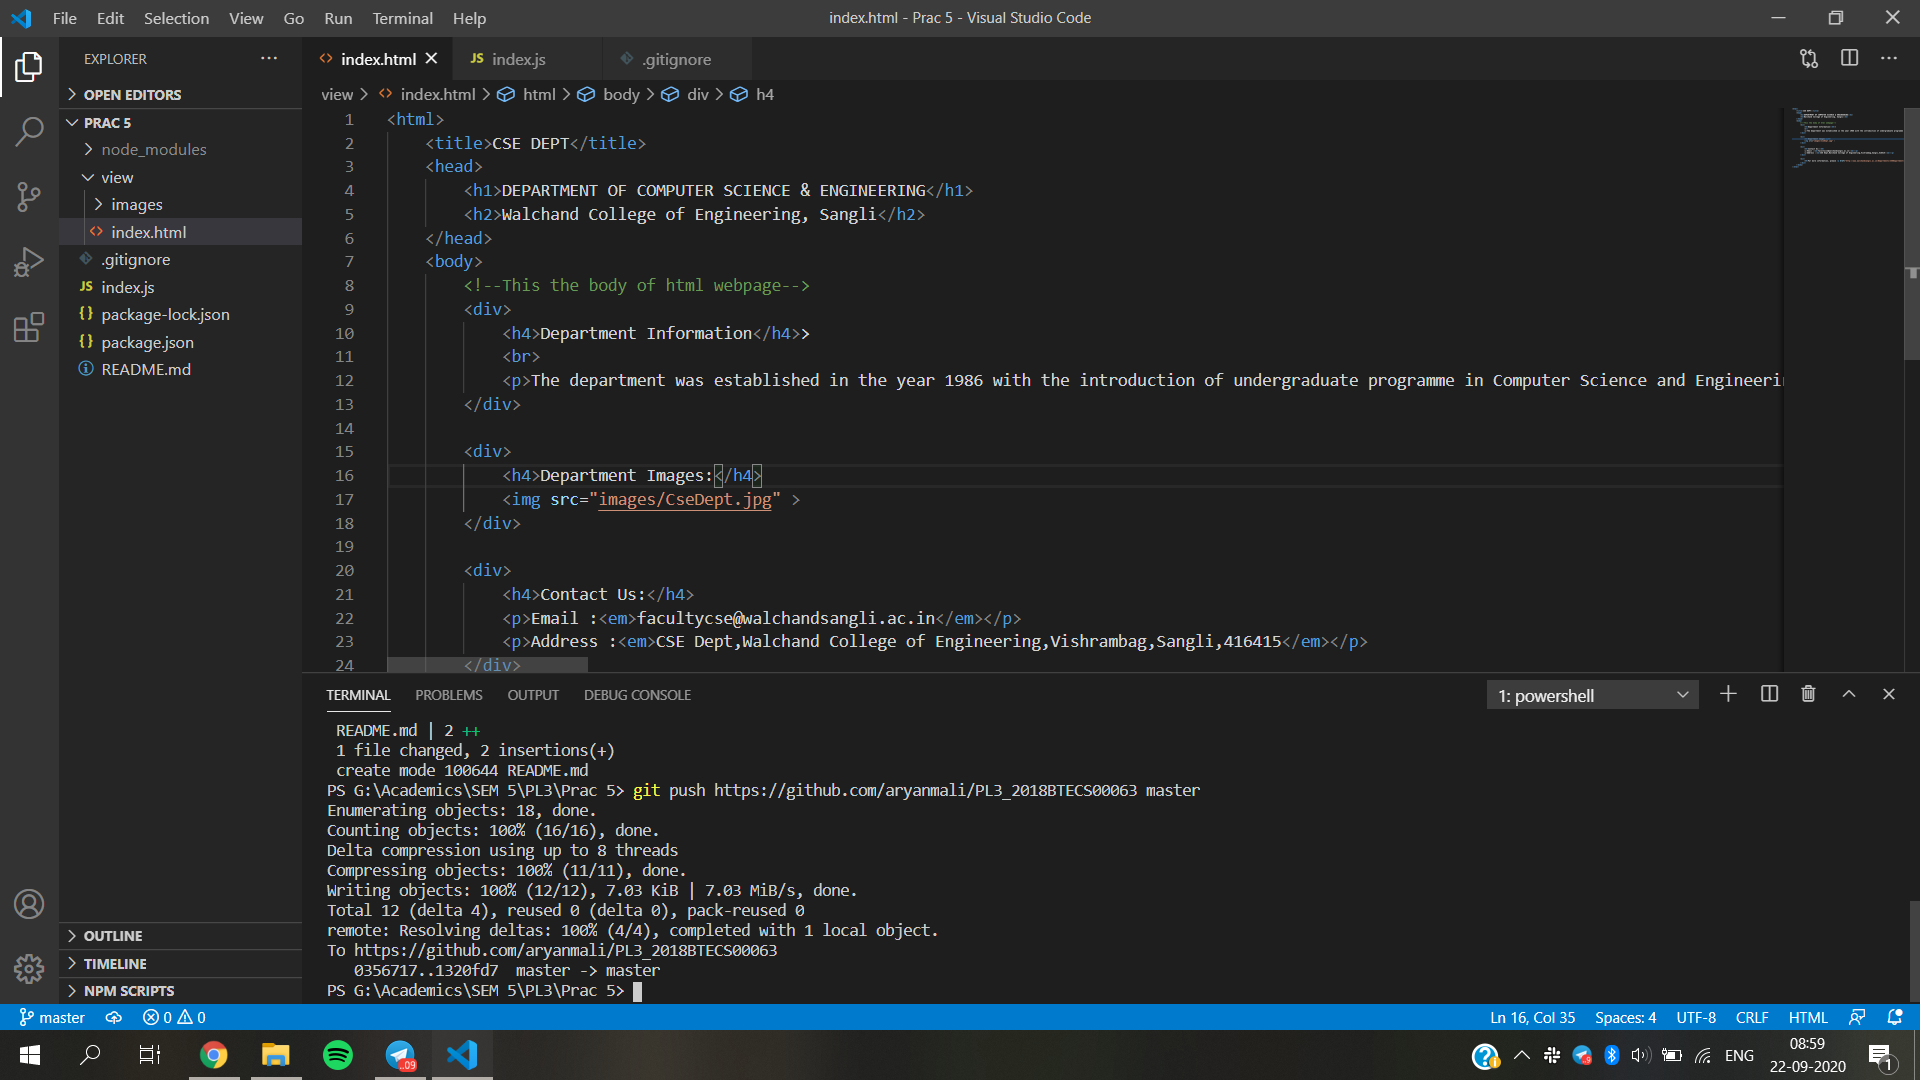 File Edit Selection View Go Run Terminal Help
index.html - Prac 5 - Visual Studio Code
EXPLORER
OPEN EDITORS
PRAC 5
node_modules
view
images
index.html
.gitignore
JS index.js
{} package-lock.json
{} package.json
README.md
OUTLINE
TIMELINE
NPM SCRIPTS
index.html
JS index.js
.gitignore
view > index.html > html > body > div > h4
1 <html>
2 <title>CSE DEPT</title>
3 <head>
4 <h1>DEPARTMENT OF COMPUTER SCIENCE & ENGINEERING</h1>
5 <h2>Walchand College of Engineering, Sangli</h2>
6 </head>
7 <body>
8 <!--This the body of html webpage-->
9 <div>
10 <h4>Department Information</h4>>
11 <br>
12 <p>The department was established in the year 1986 with the introduction of undergraduate programme in Computer Science and Engineeri
13 </div>
14
15 <div>
16 <h4>Department Images:</h4>
17 <img src="images/CseDept.jpg" >
18 </div>
19
20 <div>
21 <h4>Contact Us:</h4>
22 <p>Email :<em>facultycse@walchandsangli.ac.in</em></p>
23 <p>Address :<em>CSE Dept,Walchand College of Engineering,Vishrambag,Sangli,416415</em></p>
24 </div>
TERMINAL PROBLEMS OUTPUT DEBUG CONSOLE
1: powershell
README.md | 2 ++
1 file changed, 2 insertions(+)
create mode 100644 README.md
PS G:\Academics\SEM 5\PL3\Prac 5> git push https://github.com/aryanmali/PL3_2018BTECS00063 master
Enumerating objects: 18, done.
Counting objects: 100% (16/16), done.
Delta compression using up to 8 threads
Compressing objects: 100% (11/11), done.
Writing objects: 100% (12/12), 7.03 KiB | 7.03 MiB/s, done.
Total 12 (delta 4), reused 0 (delta 0), pack-reused 0
remote: Resolving deltas: 100% (4/4), completed with 1 local object.
To https://github.com/aryanmali/PL3_2018BTECS00063
0356717..1320fd7 master -> master
PS G:\Academics\SEM 5\PL3\Prac 5>
master 0 0
Ln 16, Col 35 Spaces: 4 UTF-8 CRLF HTML
..09
ENG
08:59
22-09-2020
1